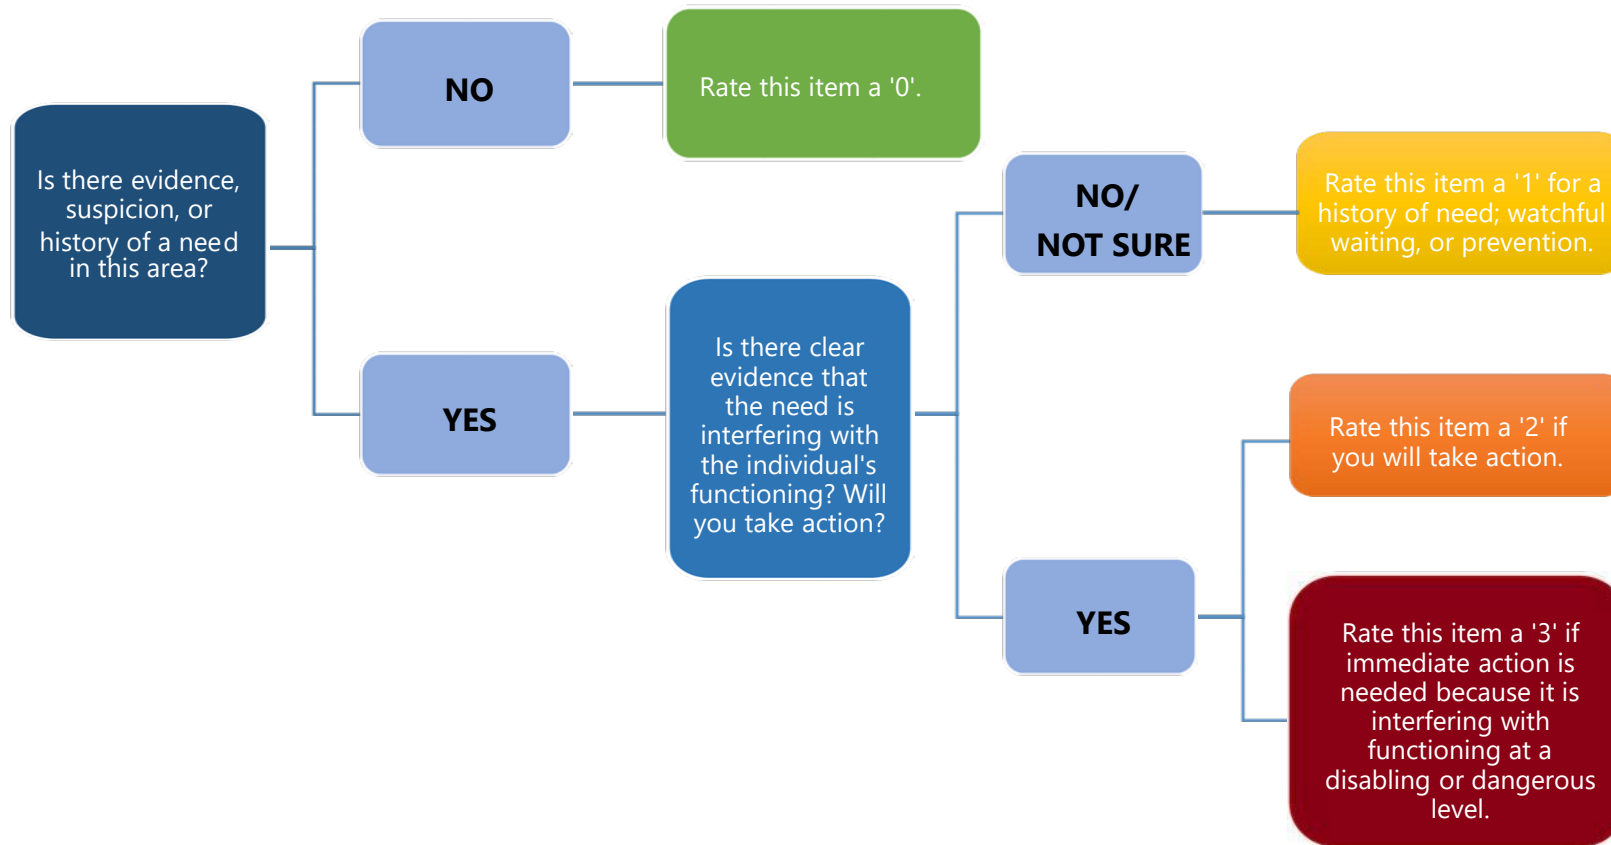 Is there evidence,
suspicion, or
history of a need
in this area?
NO
Rate this item a '0'.
YES
Is there clear
evidence that
the need is
interfering with
the individual's
functioning? Will
you take action?
NO/
NOT SURE
Rate this item a '1' for a
history of need; watchful
waiting, or prevention.
YES
Rate this item a '2' if
you will take action.
Rate this item a '3' if
immediate action is
needed because it is
interfering with
functioning at a
disabling or dangerous
level.